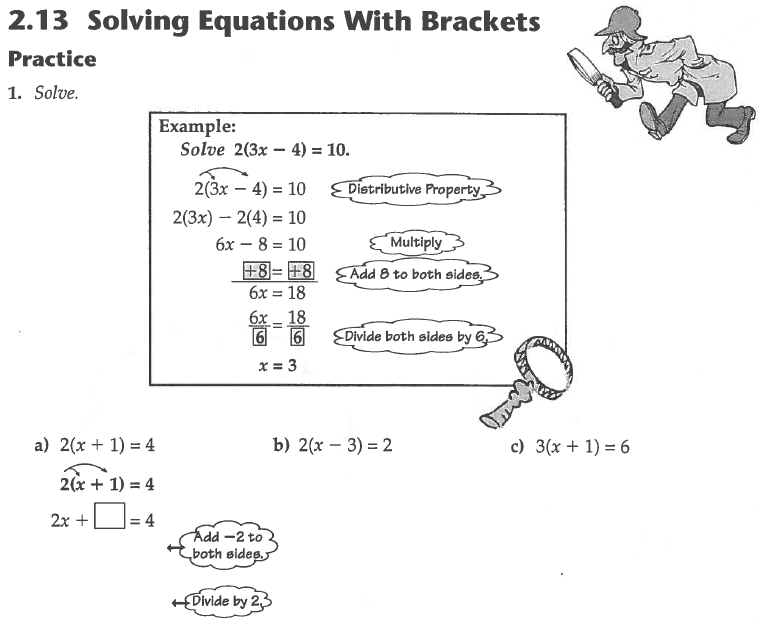 2.13 Solving Equations With Brackets
Practice
1. Solve.
Example:
Solve 2(3x − 4) = 10.
2(3x − 4) = 10 Distributive Property
2(3x) − 2(4) = 10
6x − 8 = 10 Multiply
+8 = +8 Add 8 to both sides.
6x = 18
6x = 18
6 6 Divide both sides by 6.
x = 3
a) 2(x + 1) = 4 b) 2(x − 3) = 2 c) 3(x + 1) = 6
2(x + 1) = 4
2x + = 4
Add −2 to
both sides.
Divide by 2.